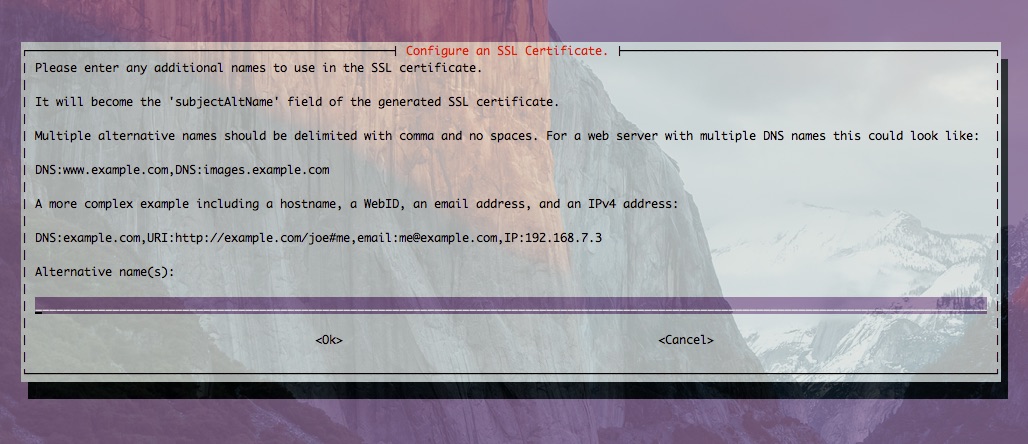 Configure an SSL Certificate.
Please enter any additional names to use in the SSL certificate.
It will become the 'subjectAltName' field of the generated SSL certificate.
Multiple alternative names should be delimited with comma and no spaces. For a web server with multiple DNS names this could look like:
DNS:www.example.com,DNS:images.example.com
A more complex example including a hostname, a WebID, an email address, and an IPv4 address:
DNS:example.com,URI:http://example.com/joe#me,email:me@example.com,IP:192.168.7.3
Alternative name(s):
<Ok> <Cancel>